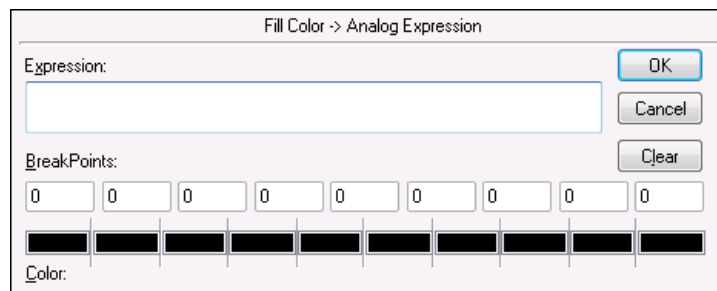 Fill Color -> Analog Expression
Expression:
OK
Cancel
BreakPoints:
Clear
0 0 0 0 0 0 0 0 0
Color: